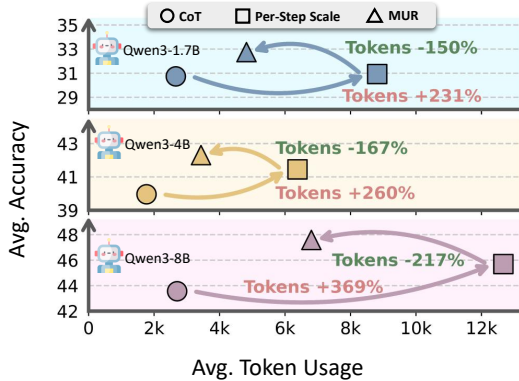 CoT Per-Step Scale MUR
35
33
31
29
Qwen3-1.7B
Tokens -150%
Tokens +231%
43
41
39
Qwen3-4B
Tokens -167%
Tokens +260%
48
46
44
42
Qwen3-8B
Tokens -217%
Tokens +369%
0 2k 4k 6k 8k 10k 12k
Avg. Accuracy
Avg. Token Usage